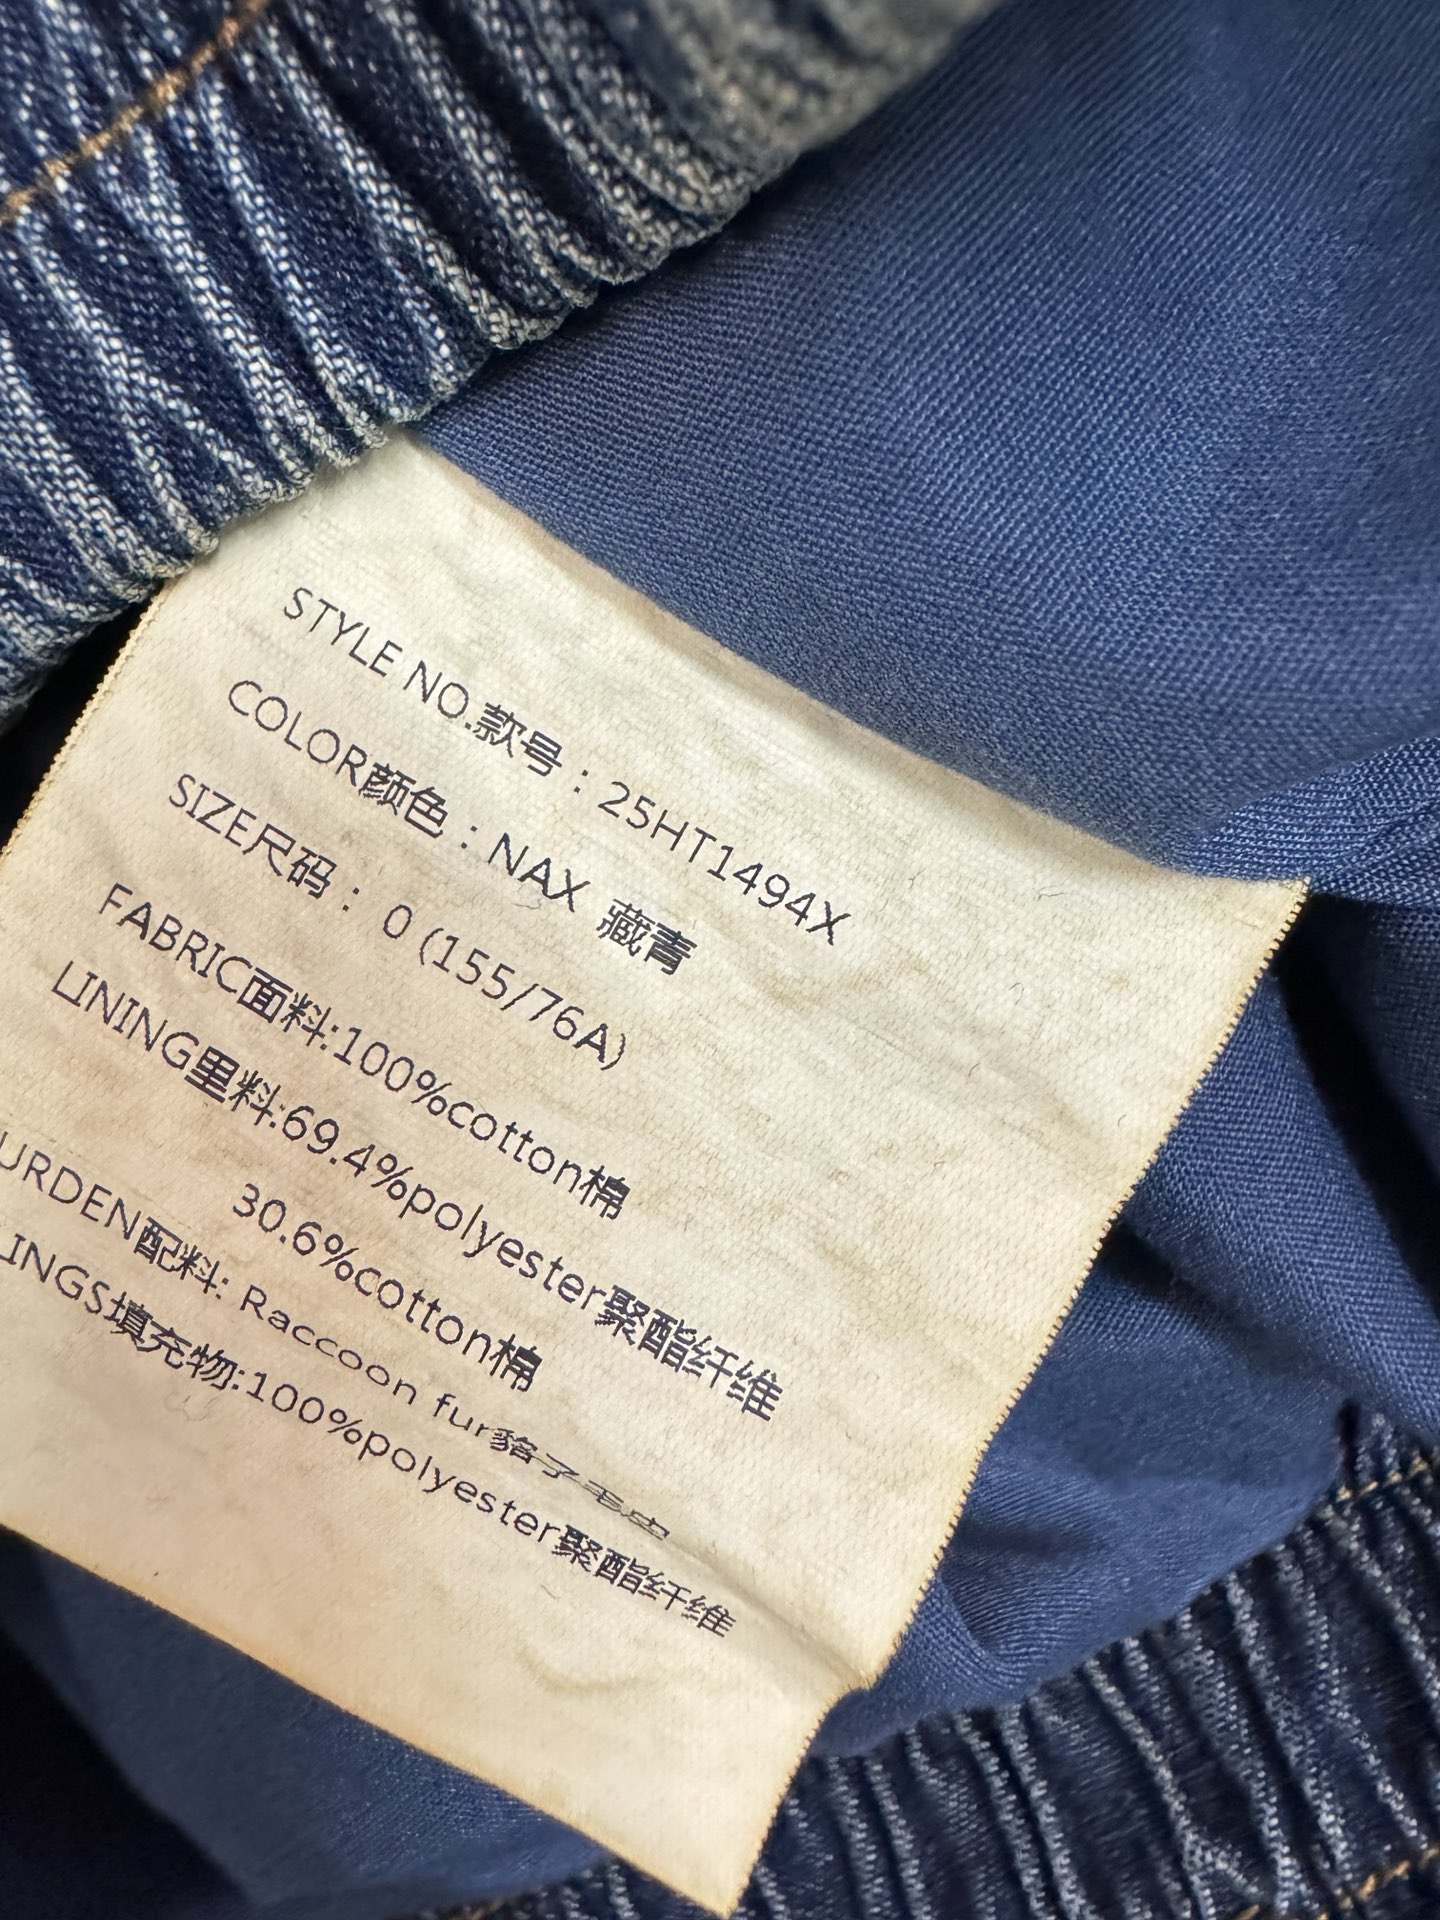 STYLE NO.款号：25HT1494X
COLOR颜色：NAX 藏青
SIZE尺码：0 (155/76A)
FABRIC面料:100%cotton棉
LINING里料:69.4%polyester聚酯纤维
30.6%cotton棉
URDEN配料: Raccoon fur貉子毛皮
LINGS填充物:100%polyester聚酯纤维